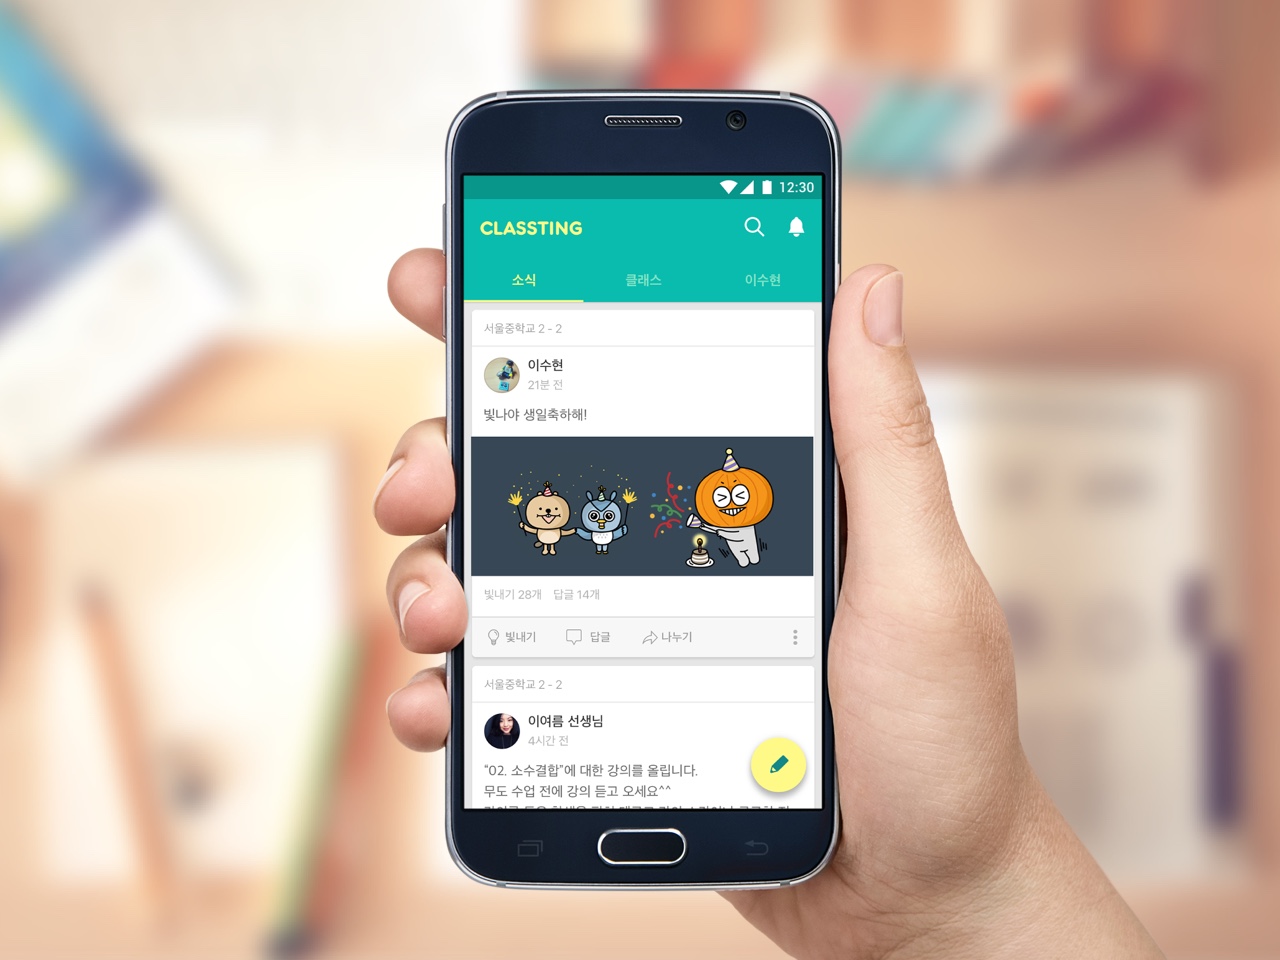 12:30
CLASSTING
소식 클래스 이수현
서울중학교 2 - 2
이수현
21분 전
빛나야 생일축하해!
빛내기 28개 답글 14개
빛내기 답글 나누기
서울중학교 2 - 2
이여름 선생님
4시간 전
“02. 소수결합”에 대한 강의를 올립니다.
무도 수업 전에 강의 듣고 오세요^^